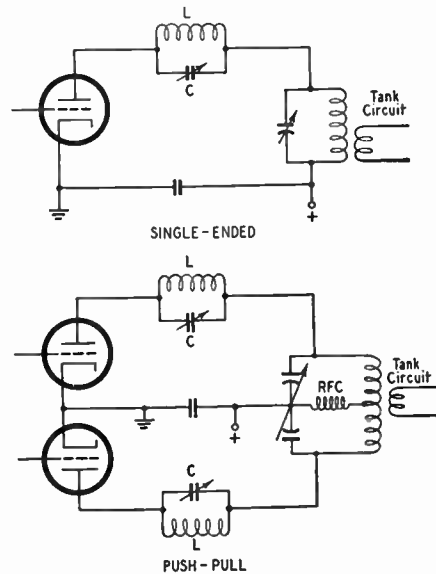 L
C
Tank
Circuit
+
SINGLE-ENDED
L
C
RFC
Tank
Circuit
+
C
L
PUSH-PULL